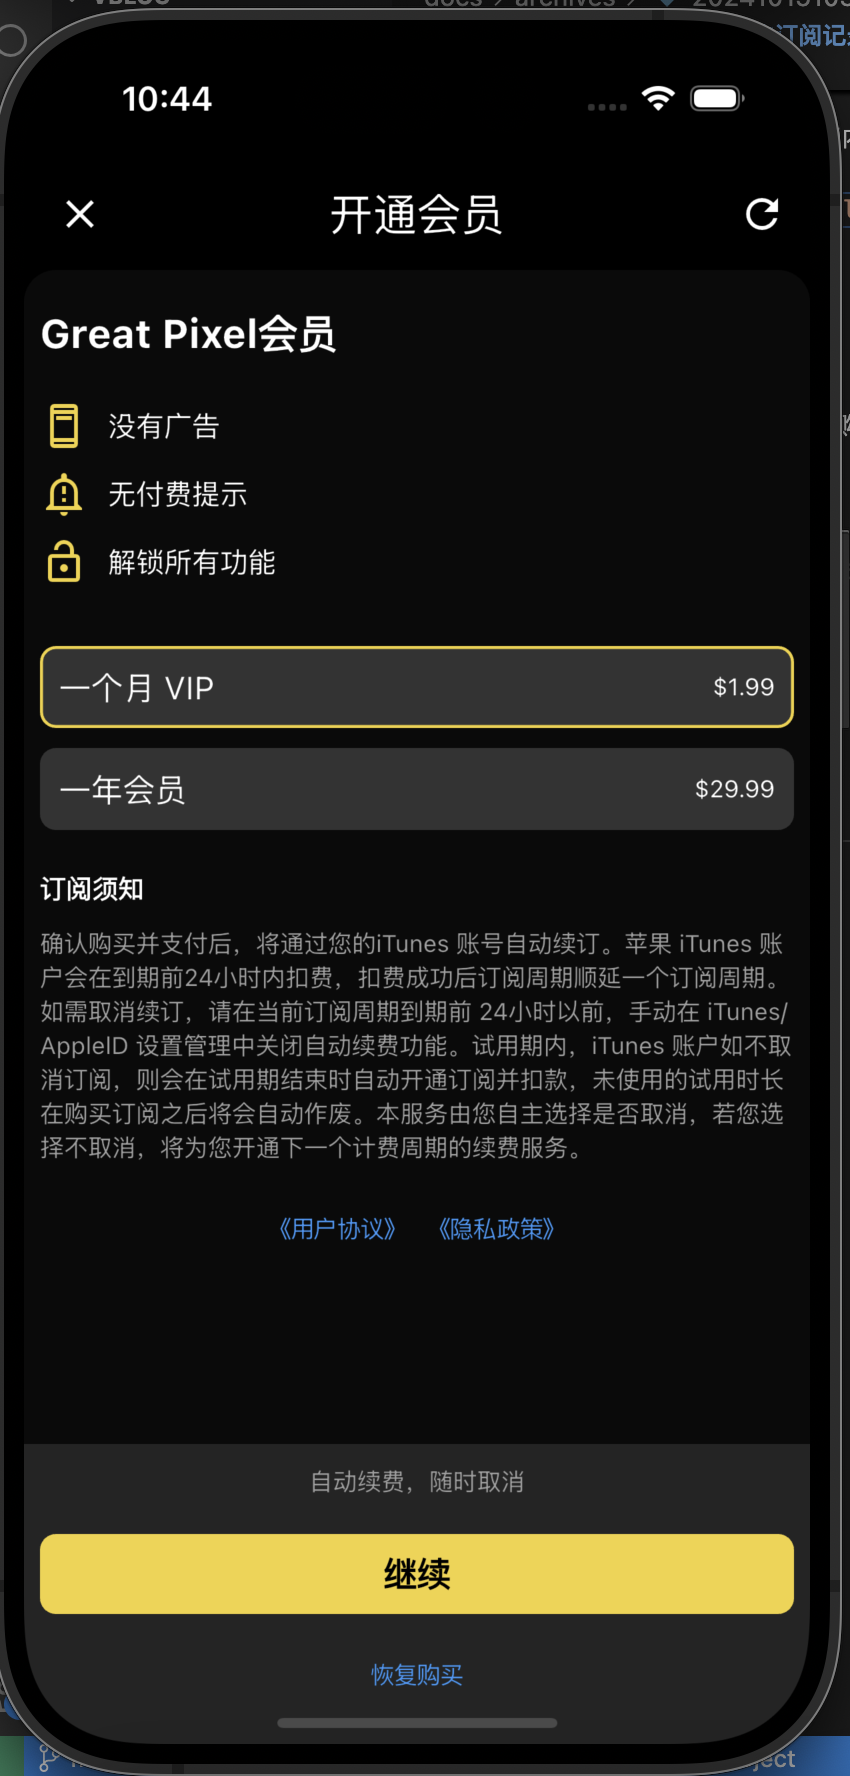 10:44
开通会员
Great Pixel会员
没有广告
无付费提示
解锁所有功能
一个月 VIP
$1.99
一年会员
$29.99
订阅须知
确认购买并支付后，将通过您的iTunes 账号自动续订。苹果 iTunes 账
户会在到期前24小时内扣费，扣费成功后订阅周期顺延一个订阅周期。
如需取消续订，请在当前订阅周期到期前 24小时以前，手动在 iTunes/
AppleID 设置管理中关闭自动续费功能。试用期内，iTunes 账户如不取
消订阅，则会在试用期结束时自动开通订阅并扣款，未使用的试用时长
在购买订阅之后将会自动作废。本服务由您自主选择是否取消，若您选
择不取消，将为您开通下一个计费周期的续费服务。
《用户协议》 《隐私政策》
自动续费，随时取消
继续
恢复购买